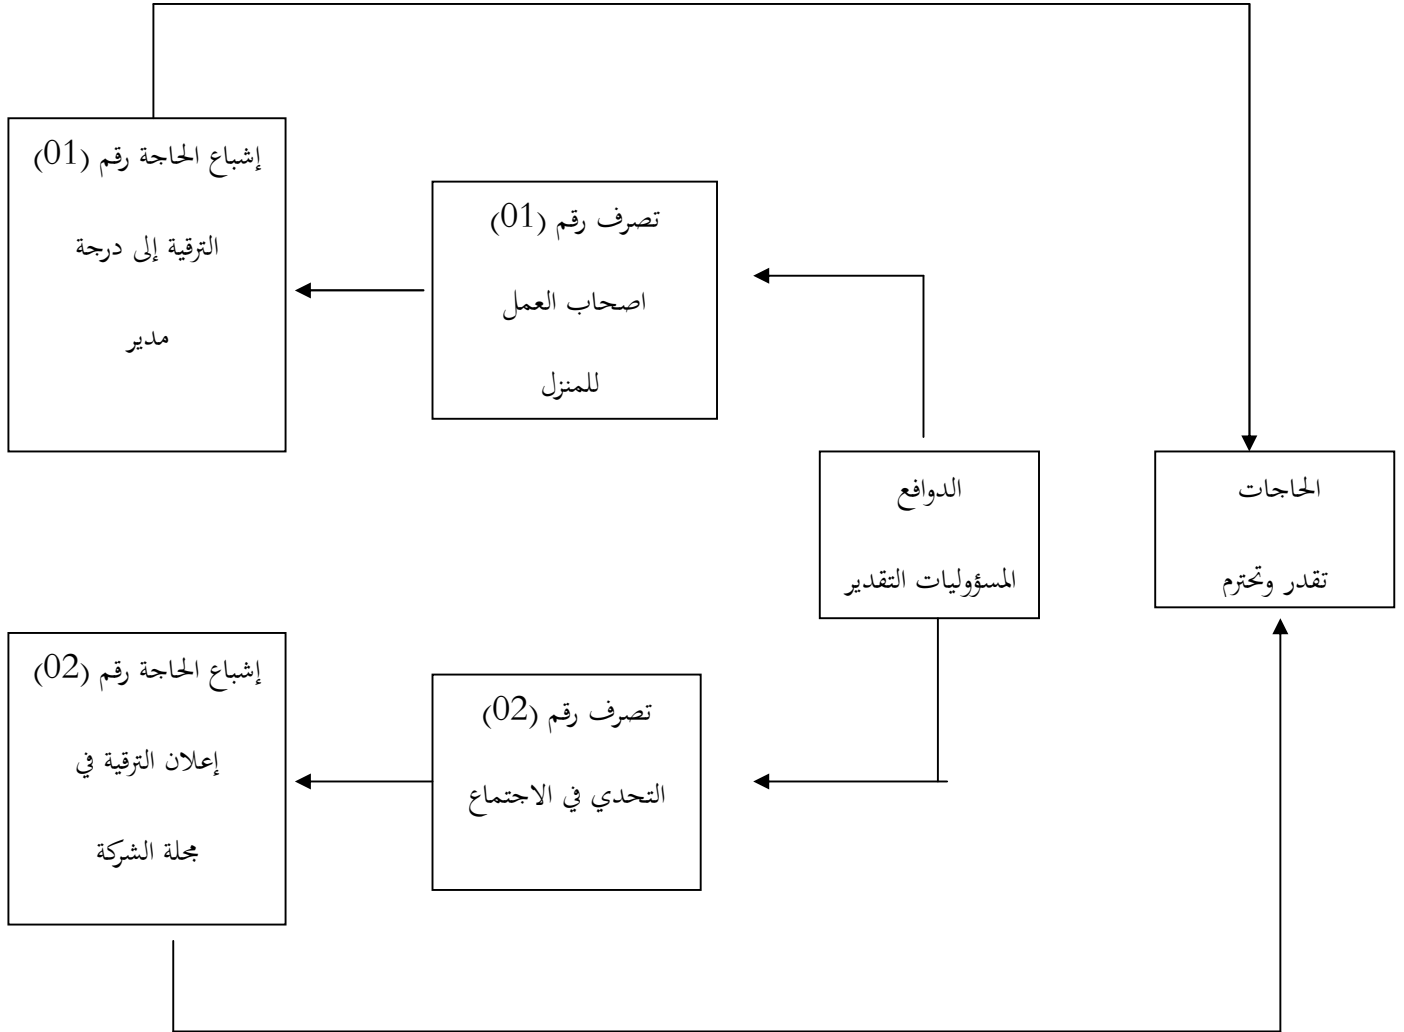 إشباع الحاجة رقم (01)
الترقية إلى درجة
مدير
تصرف رقم (01)
اصحاب العمل
للمنزل
الدوافع
المسؤوليات التقدير
الحاجات
تقدر وتحترم
إشباع الحاجة رقم (02)
إعلان الترقية في
مجلة الشركة
تصرف رقم (02)
التحدي في الاجتماع